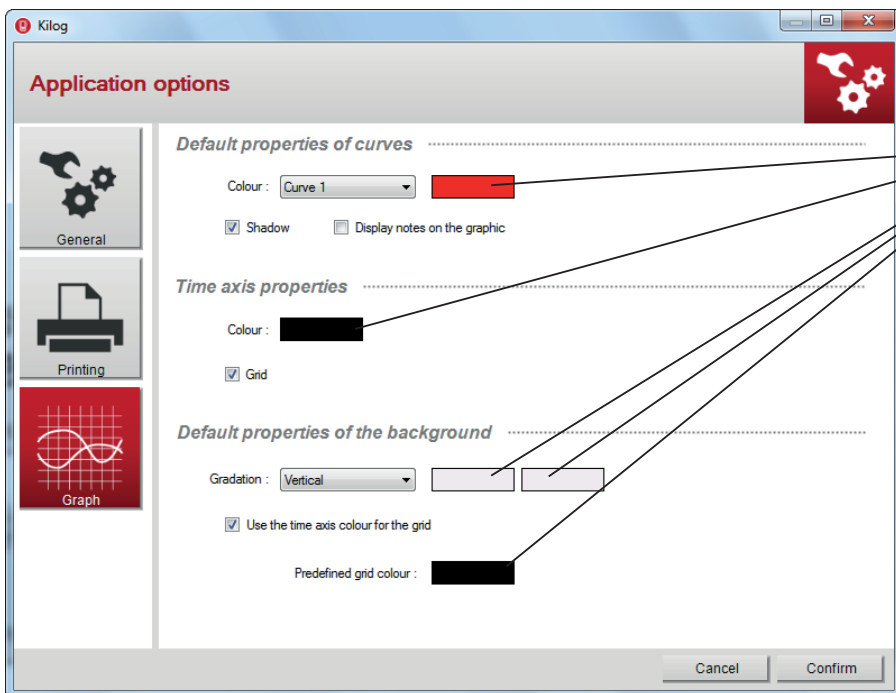 Kilog
Application options
General
Printing
Graph
Default properties of curves
Colour : Curve 1
Shadow Display notes on the graphic
Time axis properties
Colour :
Grid
Default properties of the background
Gradation : Vertical
Use the time axis colour for the grid
Predefined grid colour :
Cancel Confirm